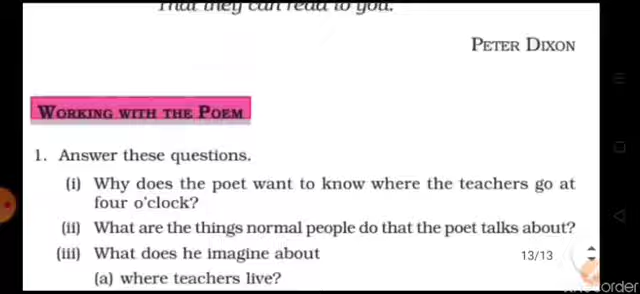 That they can read to you.
PETER DIXON
WORKING WITH THE POEM
1. Answer these questions.
(i) Why does the poet want to know where the teachers go at
four o'clock?
(ii) What are the things normal people do that the poet talks about?
(iii) What does he imagine about
13/13
(a) where teachers live?